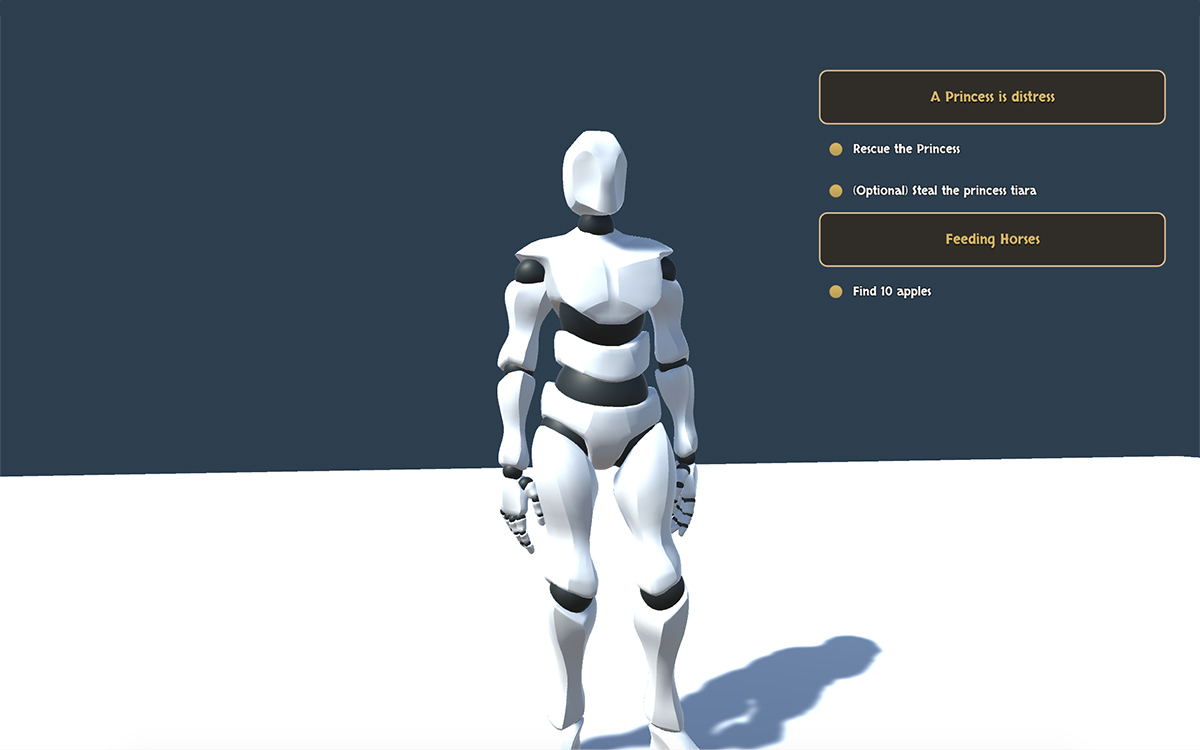 A Princess is distress
Rescue the Princess
(Optional) Steal the princess tiara
Feeding Horses
Find 10 apples